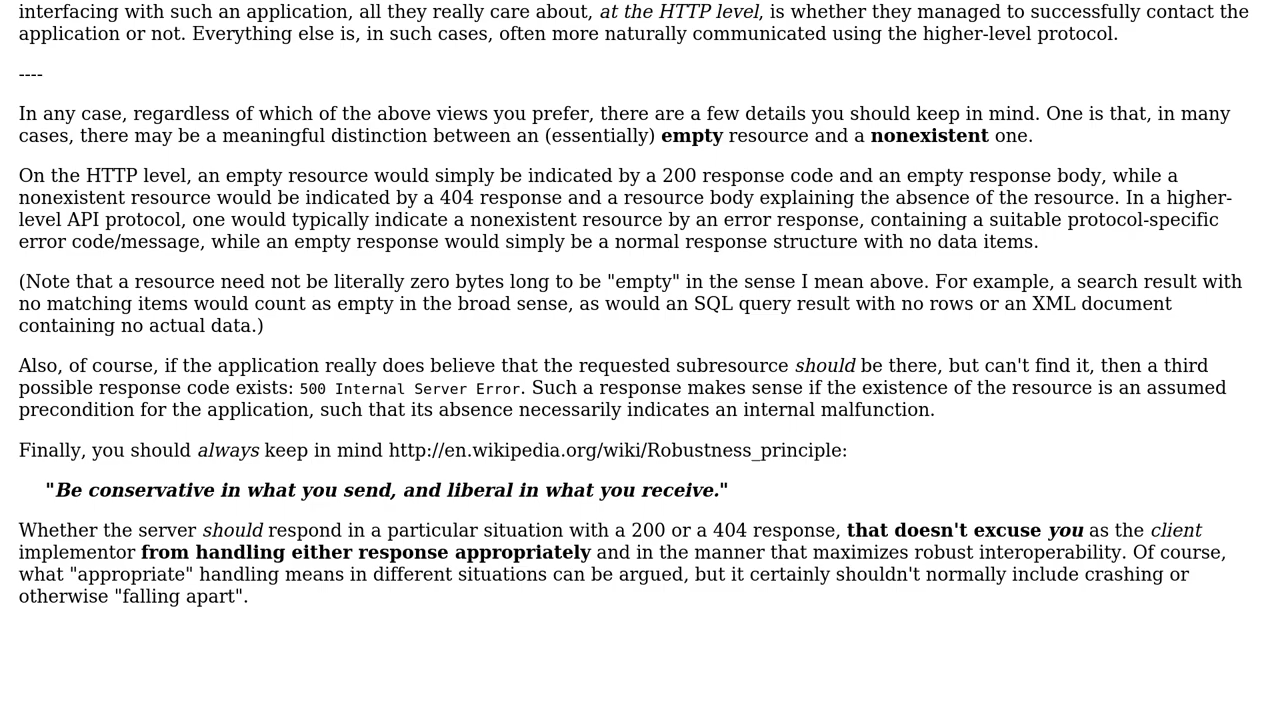 interfacing with such an application, all they really care about, at the HTTP level, is whether they managed to successfully contact the
application or not. Everything else is, in such cases, often more naturally communicated using the higher-level protocol.
----
In any case, regardless of which of the above views you prefer, there are a few details you should keep in mind. One is that, in many
cases, there may be a meaningful distinction between an (essentially) empty resource and a nonexistent one.
On the HTTP level, an empty resource would simply be indicated by a 200 response code and an empty response body, while a
nonexistent resource would be indicated by a 404 response and a resource body explaining the absence of the resource. In a higher-
level API protocol, one would typically indicate a nonexistent resource by an error response, containing a suitable protocol-specific
error code/message, while an empty response would simply be a normal response structure with no data items.
(Note that a resource need not be literally zero bytes long to be "empty" in the sense I mean above. For example, a search result with
no matching items would count as empty in the broad sense, as would an SQL query result with no rows or an XML document
containing no actual data.)
Also, of course, if the application really does believe that the requested subresource should be there, but can't find it, then a third
possible response code exists: 500 Internal Server Error. Such a response makes sense if the existence of the resource is an assumed
precondition for the application, such that its absence necessarily indicates an internal malfunction.
Finally, you should always keep in mind http://en.wikipedia.org/wiki/Robustness_principle:
"Be conservative in what you send, and liberal in what you receive."
Whether the server should respond in a particular situation with a 200 or a 404 response, that doesn't excuse you as the client
implementor from handling either response appropriately and in the manner that maximizes robust interoperability. Of course,
what "appropriate" handling means in different situations can be argued, but it certainly shouldn't normally include crashing or
otherwise "falling apart".